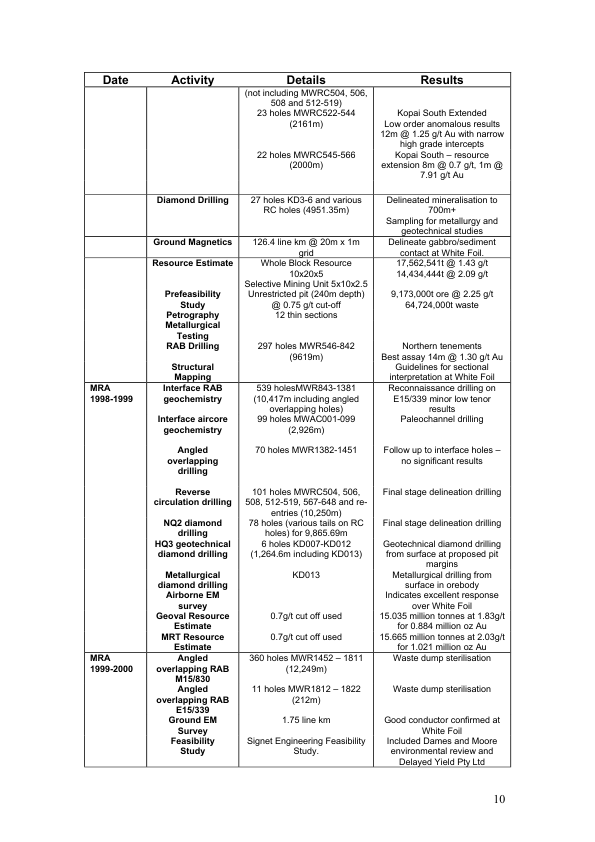 Date Activity Details Results
(not including MWRC504, 506,
508 and 512-519)
23 holes MWRC522-544 Kopai South Extended
(2161m) Low order anomalous results
12m @ 1.25 g/t Au with narrow
high grade intercepts
22 holes MWRC545-566 Kopai South – resource
(2000m) extension 8m @ 0.7 g/t, 1m @
7.91 g/t Au
Diamond Drilling 27 holes KD3-6 and various Delineated mineralisation to
RC holes (4951.35m) 700m+
Sampling for metallurgy and
geotechnical studies
Ground Magnetics 126.4 line km @ 20m x 1m Delineate gabbro/sediment
grid contact at White Foil.
Resource Estimate Whole Block Resource 17,562,541t @ 1.43 g/t
10x20x5 14,434,444t @ 2.09 g/t
Selective Mining Unit 5x10x2.5
Prefeasibility Unrestricted pit (240m depth) 9,173,000t ore @ 2.25 g/t
Study @ 0.75 g/t cut-off 64,724,000t waste
Petrography 12 thin sections
Metallurgical
Testing
RAB Drilling 297 holes MWR546-842 Northern tenements
(9619m) Best assay 14m @ 1.30 g/t Au
Structural Guidelines for sectional
Mapping interpretation at White Foil
MRA Interface RAB 539 holesMWR843-1381 Reconnaissance drilling on
1998-1999 geochemistry (10,417m including angled E15/339 minor low tenor
overlapping holes) results
Interface aircore 99 holes MWAC001-099 Paleochannel drilling
geochemistry (2,926m)
Angled 70 holes MWR1382-1451 Follow up to interface holes –
overlapping no significant results
drilling
Reverse 101 holes MWRC504, 506, Final stage delineation drilling
circulation drilling 508, 512-519, 567-648 and re-
entries (10,250m)
NQ2 diamond 78 holes (various tails on RC Final stage delineation drilling
drilling holes) for 9,865.69m
HQ3 geotechnical 6 holes KD007-KD012 Geotechnical diamond drilling
diamond drilling (1,264.6m including KD013) from surface at proposed pit
margins
Metallurgical KD013 Metallurgical drilling from
diamond drilling surface in orebody
Airborne EM Indicates excellent response
survey over White Foil
Geoval Resource 0.7g/t cut off used 15.035 million tonnes at 1.83g/t
Estimate for 0.884 million oz Au
MRT Resource 0.7g/t cut off used 15.665 million tonnes at 2.03g/t
Estimate for 1.021 million oz Au
MRA Angled 360 holes MWR1452 – 1811 Waste dump sterilisation
1999-2000 overlapping RAB (12,249m)
M15/830
Angled 11 holes MWR1812 – 1822 Waste dump sterilisation
overlapping RAB (212m)
E15/339
Ground EM 1.75 line km Good conductor confirmed at
Survey White Foil
Feasibility Signet Engineering Feasibility Included Dames and Moore
Study Study. environmental review and
Delayed Yield Pty Ltd
10